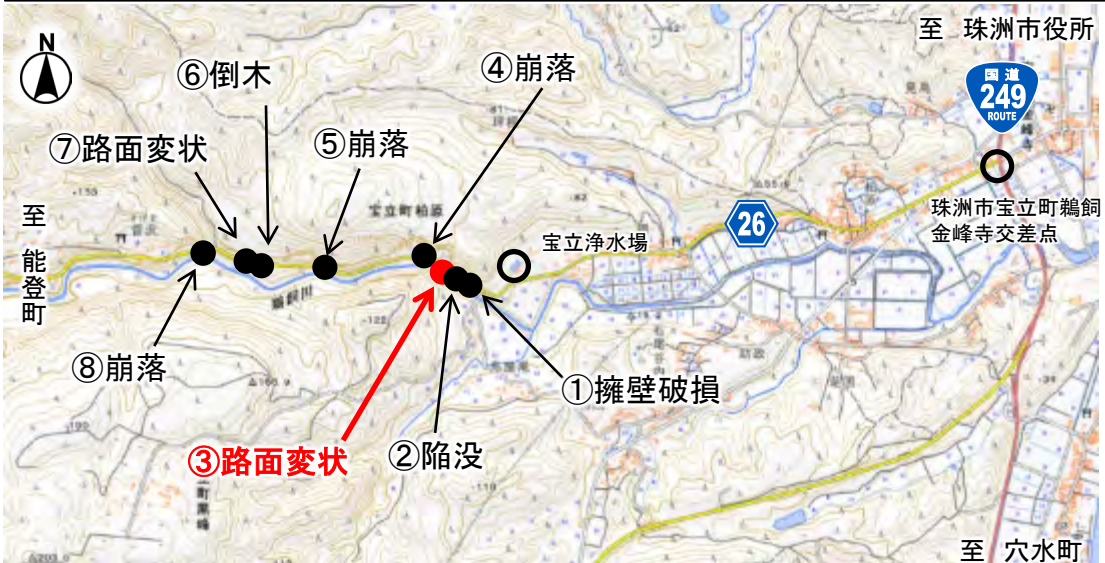 至 珠洲市役所
N
国道
249
ROUTE
⑥倒木
④崩落
⑦路面変状
⑤崩落
至 能登町
宝立町柏原
26
宝立浄水場
珠洲市宝立町鵜飼
金峰寺交差点
鵜飼川
⑧崩落
①擁壁破損
③路面変状
②陥没
至 穴水町